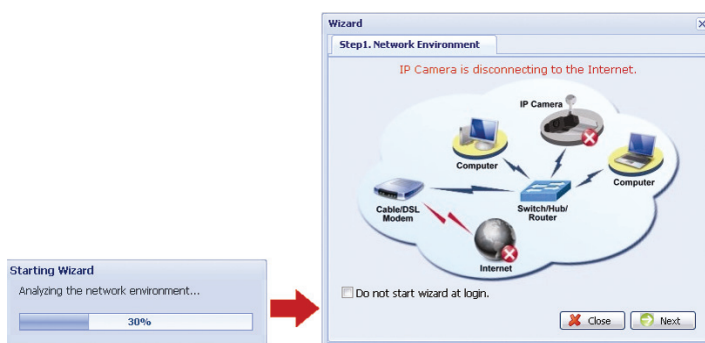 Starting Wizard
Analyzing the network environment...
30%
Wizard
Step1. Network Environment
IP Camera is disconnecting to the Internet.
IP Camera
Computer
Computer
Cable/DSL
Modem
Switch/Hub/
Router
Internet
Do not start wizard at login.
Close
Next